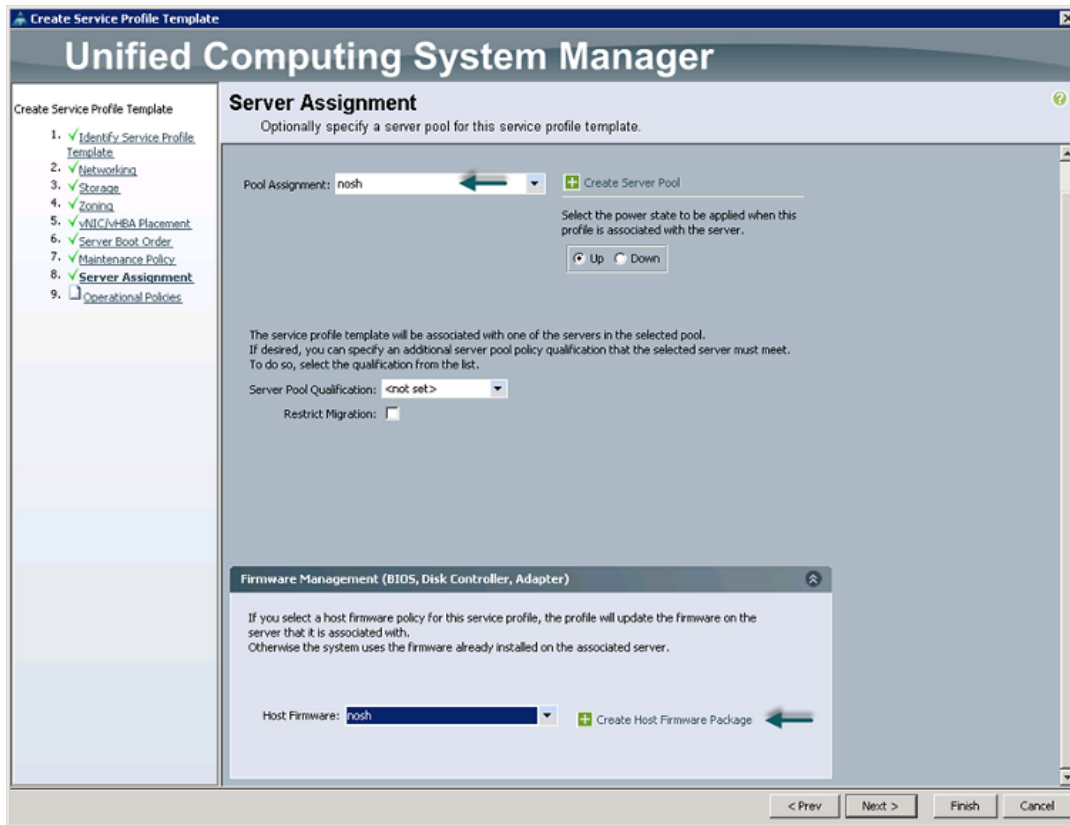 Create Service Profile Template
Unified Computing System Manager
Create Service Profile Template
1. Identify Service Profile
Template
2. Networking
3. Storage
4. Zoning
5. vNIC/vHBA Placement
6. Server Boot Order
7. Maintenance Policy
8. Server Assignment
9. Operational Policies
Server Assignment
Optionally specify a server pool for this service profile template.
Pool Assignment: nosh
Create Server Pool
Select the power state to be applied when this
profile is associated with the server.
Up Down
The service profile template will be associated with one of the servers in the selected pool.
If desired, you can specify an additional server pool policy qualification that the selected server must meet.
To do so, select the qualification from the list.
Server Pool Qualification: <not set>
Restrict Migration:
Firmware Management (BIOS, Disk Controller, Adapter)
If you select a host firmware policy for this service profile, the profile will update the firmware on the
server that it is associated with.
Otherwise the system uses the firmware already installed on the associated server.
Host Firmware: nosh
Create Host Firmware Package
< Prev Next > Finish Cancel